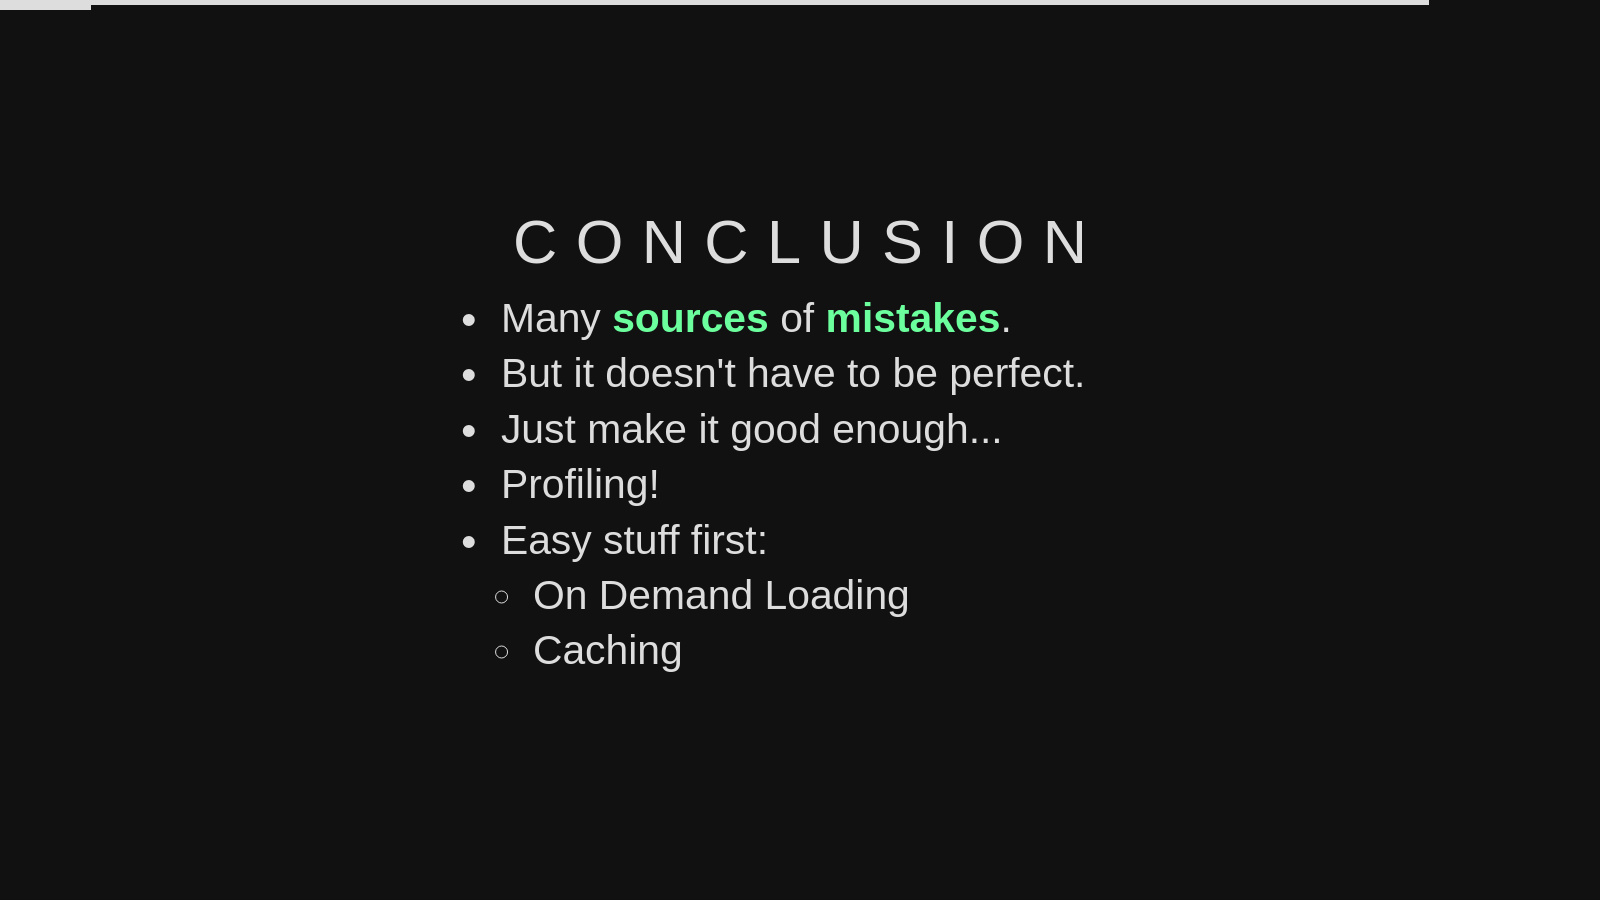 CONCLUSION
• Many sources of mistakes.
• But it doesn't have to be perfect.
• Just make it good enough...
• Profiling!
• Easy stuff first:
○ On Demand Loading
○ Caching